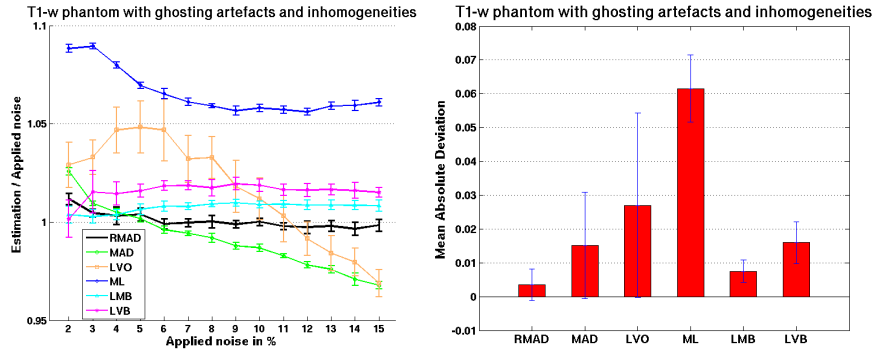 T1-w phantom with ghosting artefacts and inhomogeneities
Estimation / Applied noise
1.1
1.05
1
0.95
RMAD
MAD
LVO
ML
LMB
LVB
2 3 4 5 6 7 8 9 10 11 12 13 14 15
Applied noise in %
T1-w phantom with ghosting artefacts and inhomogeneities
Mean Absolute Deviation
0.08
0.07
0.06
0.05
0.04
0.03
0.02
0.01
0
-0.01
RMAD MAD LVO ML LMB LVB